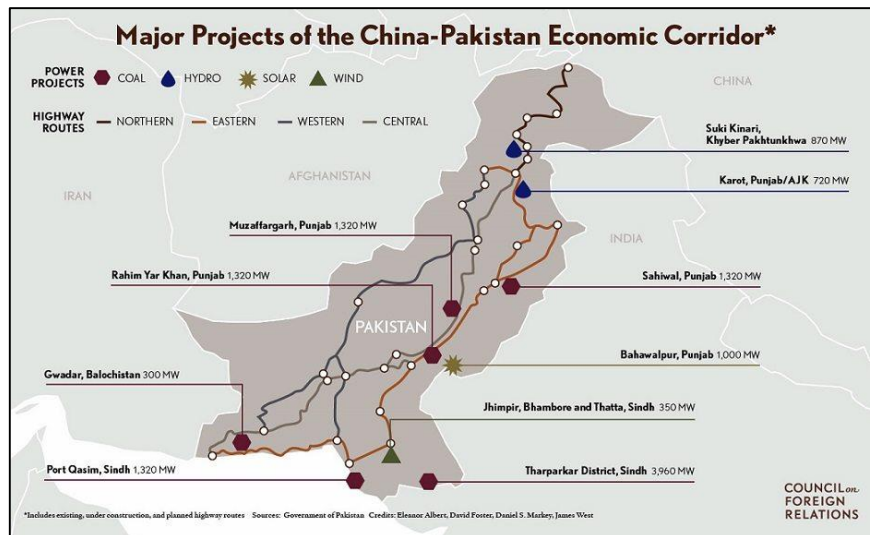 Major Projects of the China-Pakistan Economic Corridor*
POWER
PROJECTS
COAL
HYDRO
SOLAR
WIND
HIGHWAY
ROUTES
NORTHERN
EASTERN
WESTERN
CENTRAL
CHINA
Suki Kinari,
Khyber Pakhtunkhwa 870 MW
AFGHANISTAN
Karot, Punjab/AJK 720 MW
IRAN
Muzaffargarh, Punjab 1,320 MW
INDIA
Rahim Yar Khan, Punjab 1,320 MW
Sahiwal, Punjab 1,320 MW
PAKISTAN
Bahawalpur, Punjab 1,000 MW
Gwadar, Balochistan 300 MW
Jhimpir, Bhambore and Thatta, Sindh 350 MW
Port Qasim, Sindh 1,320 MW
Tharparkar District, Sindh 3,960 MW
COUNCIL on
FOREIGN
RELATIONS
*Includes existing, under construction, and planned highway routes Sources: Government of Pakistan Credits: Eleanor Albert, David Foster, Daniel S. Markey, James West